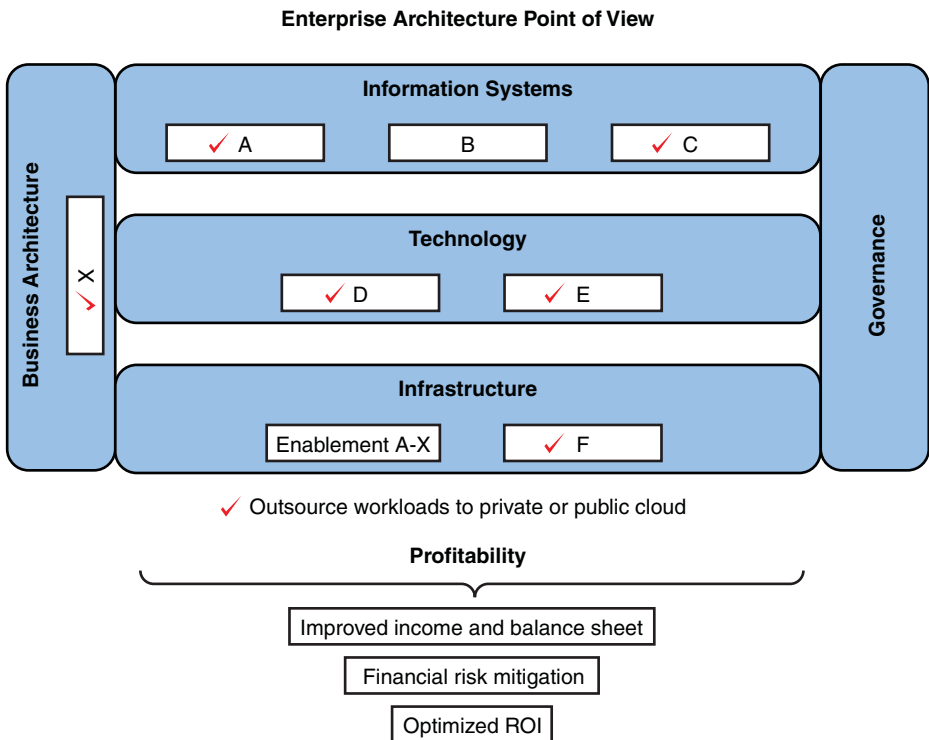 Enterprise Architecture Point of View
Business Architecture
X
Information Systems
A
B
C
Technology
D
E
Infrastructure
Enablement A-X
F
Governance
Outsource workloads to private or public cloud
Profitability
Improved income and balance sheet
Financial risk mitigation
Optimized ROI